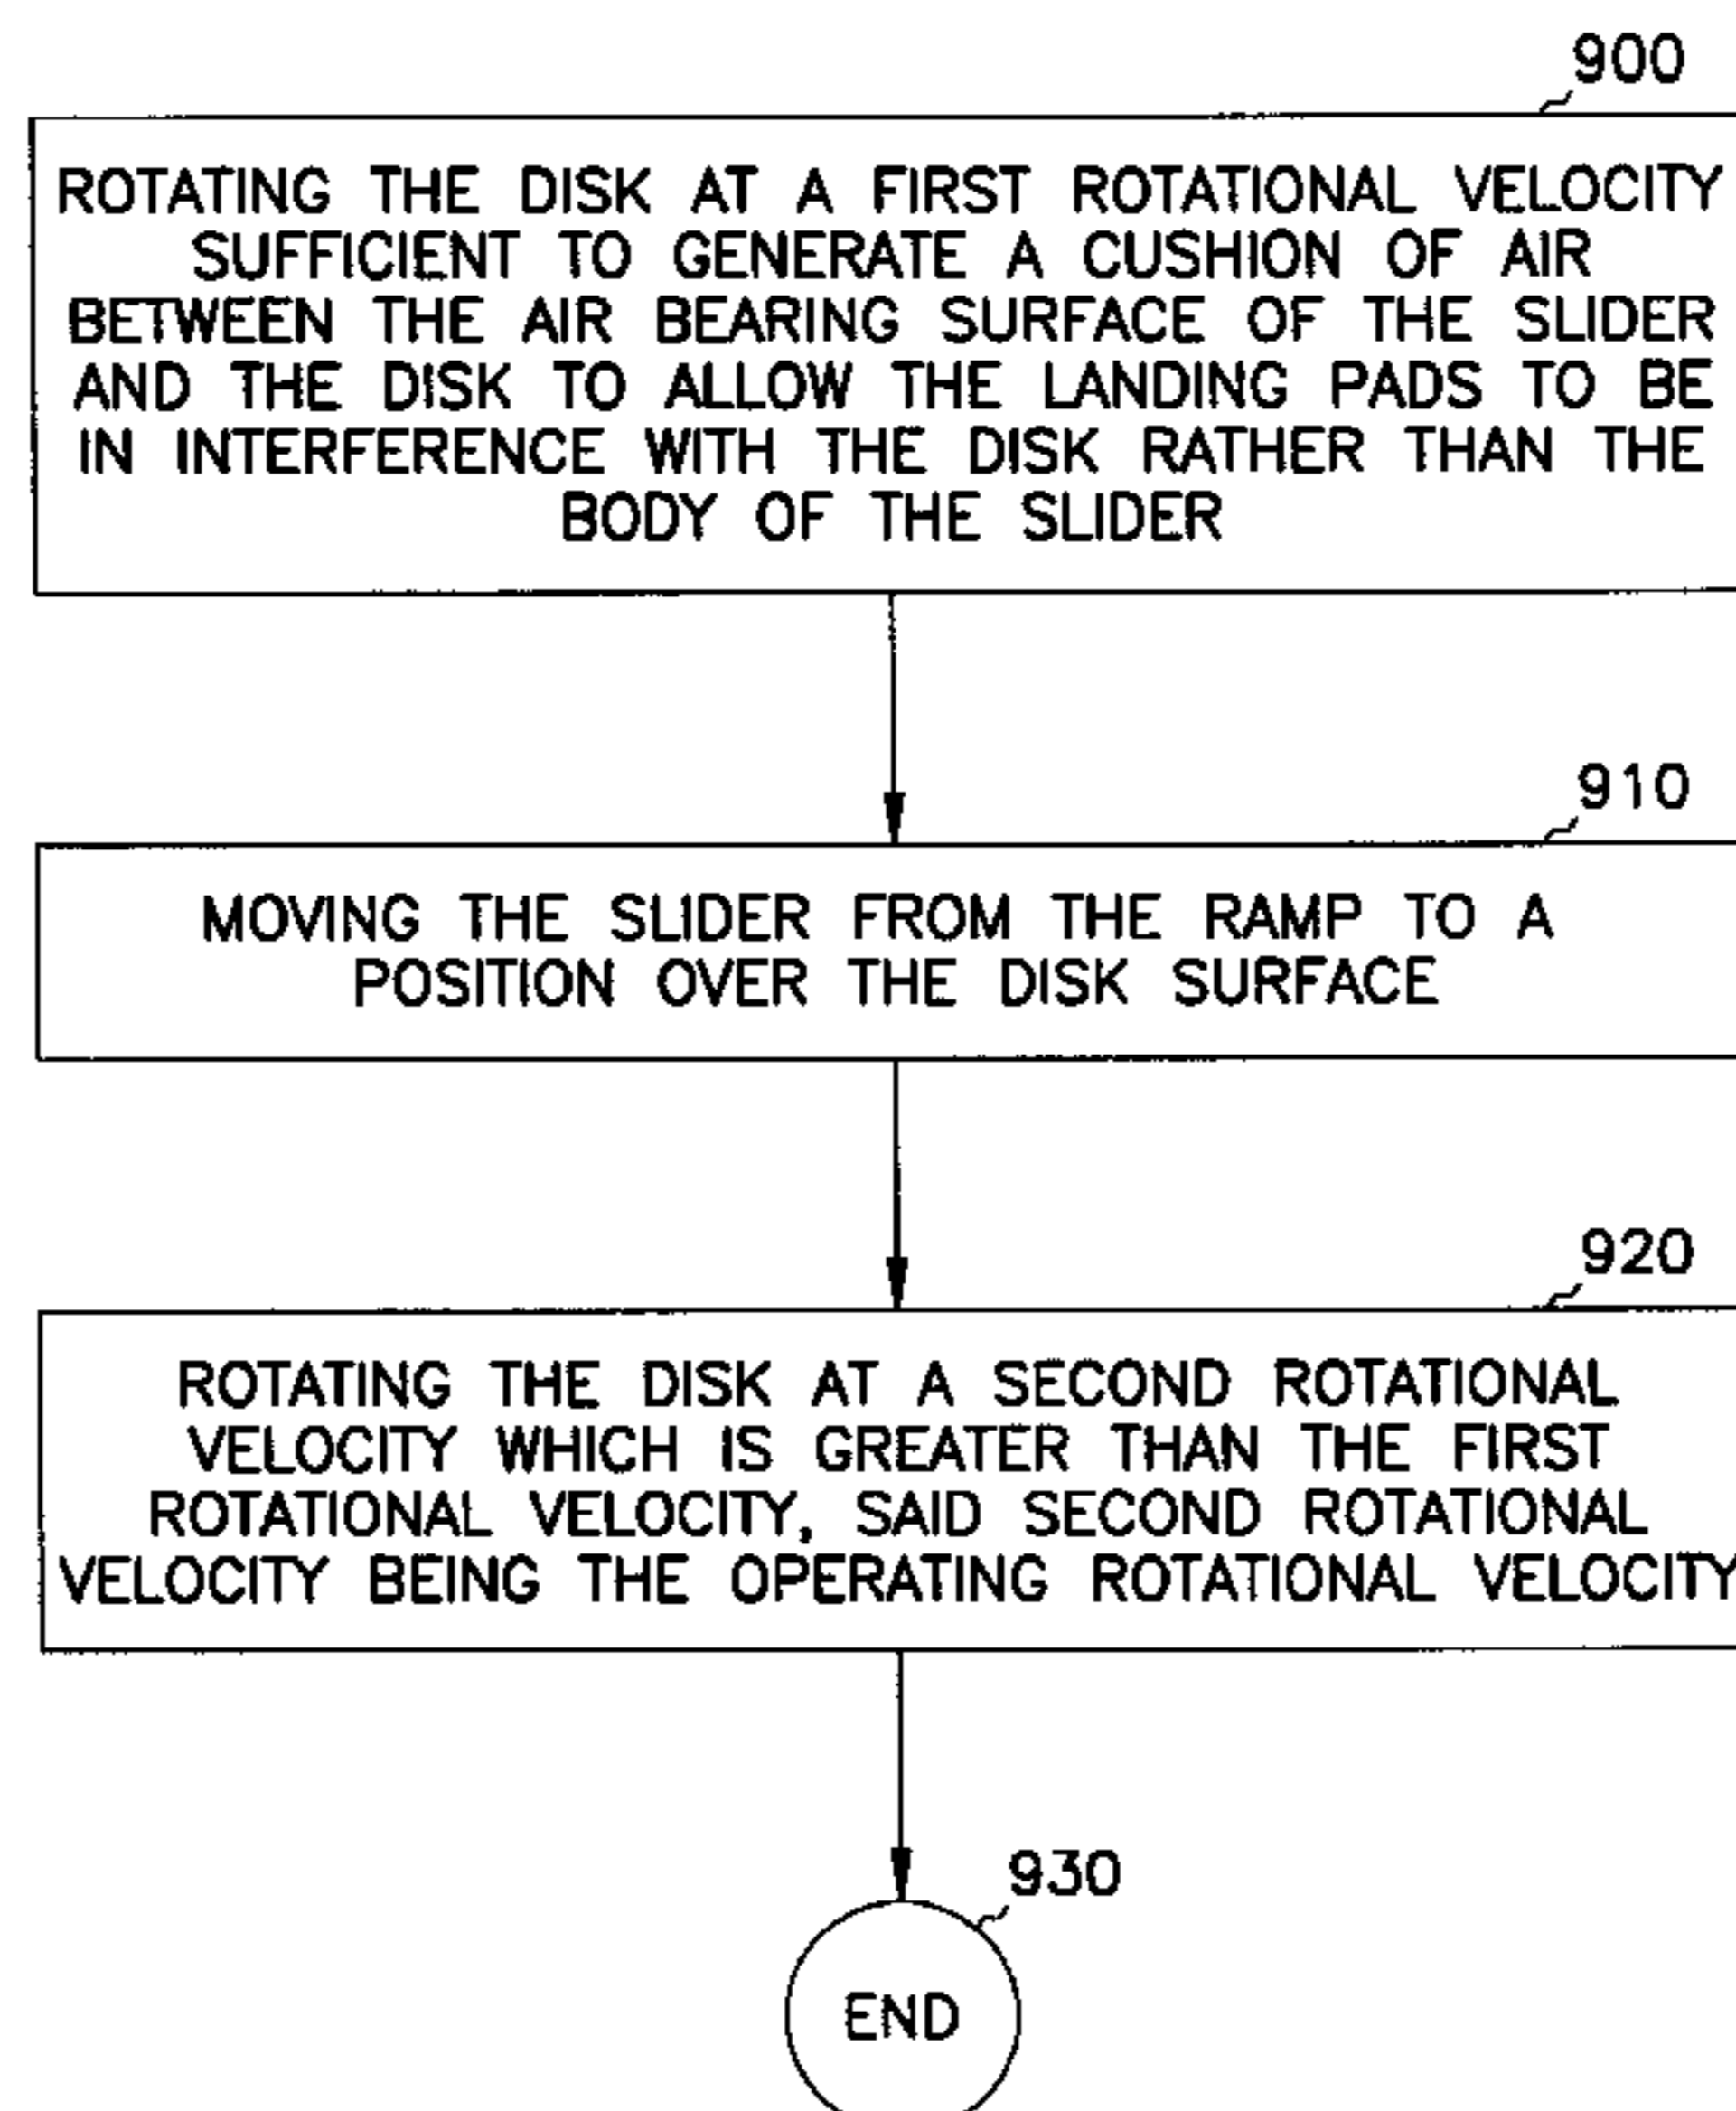 900
ROTATING THE DISK AT A FIRST ROTATIONAL VELOCITY
SUFFICIENT TO GENERATE A CUSHION OF AIR
BETWEEN THE AIR BEARING SURFACE OF THE SLIDER
AND THE DISK TO ALLOW THE LANDING PADS TO BE
IN INTERFERENCE WITH THE DISK RATHER THAN THE
BODY OF THE SLIDER
910
MOVING THE SLIDER FROM THE RAMP TO A
POSITION OVER THE DISK SURFACE
920
ROTATING THE DISK AT A SECOND ROTATIONAL
VELOCITY WHICH IS GREATER THAN THE FIRST
ROTATIONAL VELOCITY, SAID SECOND ROTATIONAL
VELOCITY BEING THE OPERATING ROTATIONAL VELOCITY
930
END